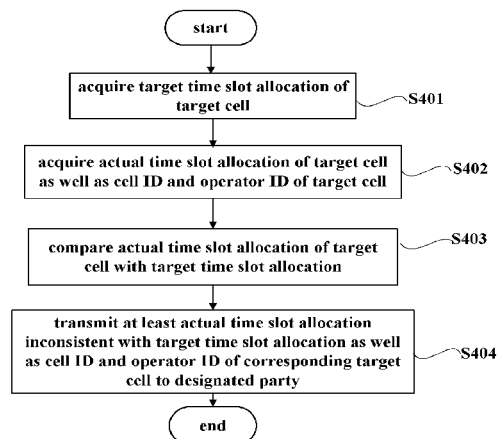 start
acquire target time slot allocation of
target cell
S401
acquire actual time slot allocation of target cell
as well as cell ID and operator ID of target cell
S402
compare actual time slot allocation of target
cell with target time slot allocation
S403
transmit at least actual time slot allocation
inconsistent with target time slot allocation as well
as cell ID and operator ID of corresponding target
cell to designated party
S404
end